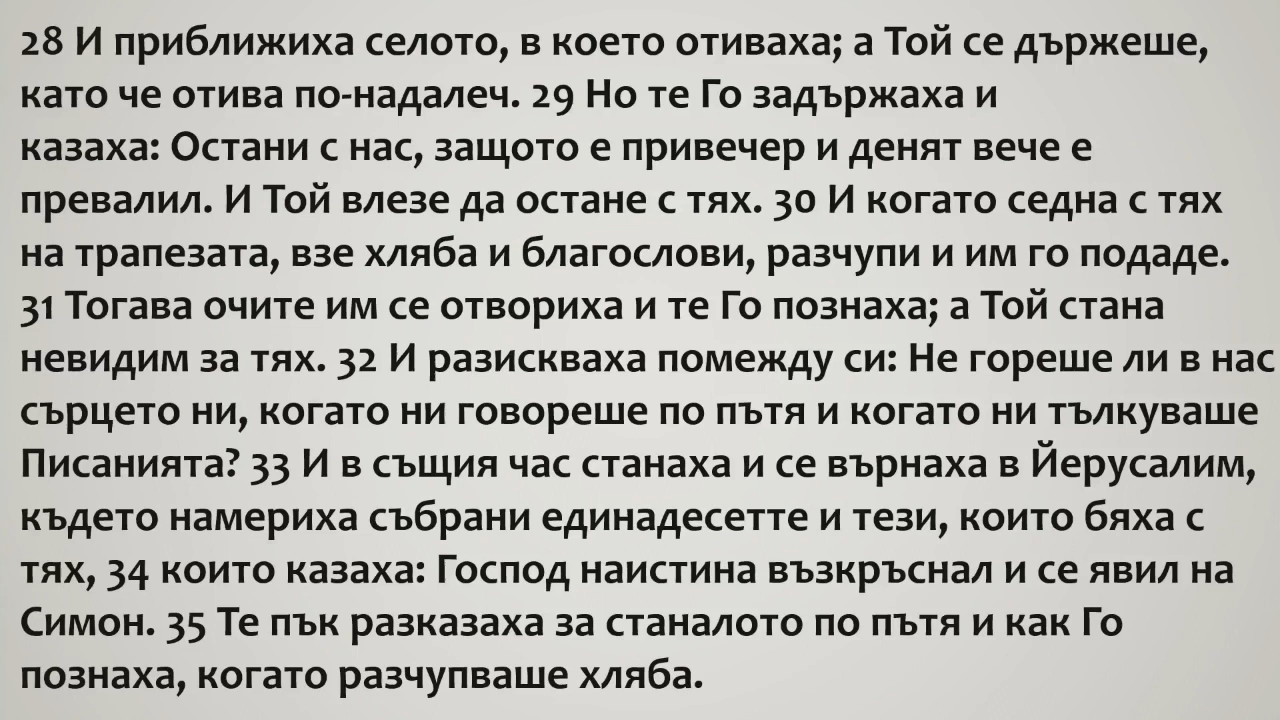 28 И приближиха селото, в което отиваха; а Той се държеше,
като че отива по-надалеч. 29 Но те Го задържаха и
казаха: Остани с нас, защото е привечер и денят вече е
превалил. И Той влезе да остане с тях. 30 И когато седна с тях
на трапезата, взе хляба и благослови, разчупи и им го подаде.
31 Тогава очите им се отвориха и те Го познаха; а Той стана
невидим за тях. 32 И разискваха помежду си: Не гореше ли в нас
сърцето ни, когато ни говореше по пътя и когато ни тълкуваше
Писанията? 33 И в същия час станаха и се върнаха в Йерусалим,
където намериха събрани единадесетте и тези, които бяха с
тях, 34 които казаха: Господ наистина възкръснал и се явил на
Симон. 35 Те пък разказаха за станалото по пътя и как Го
познаха, когато разчупваше хляба.